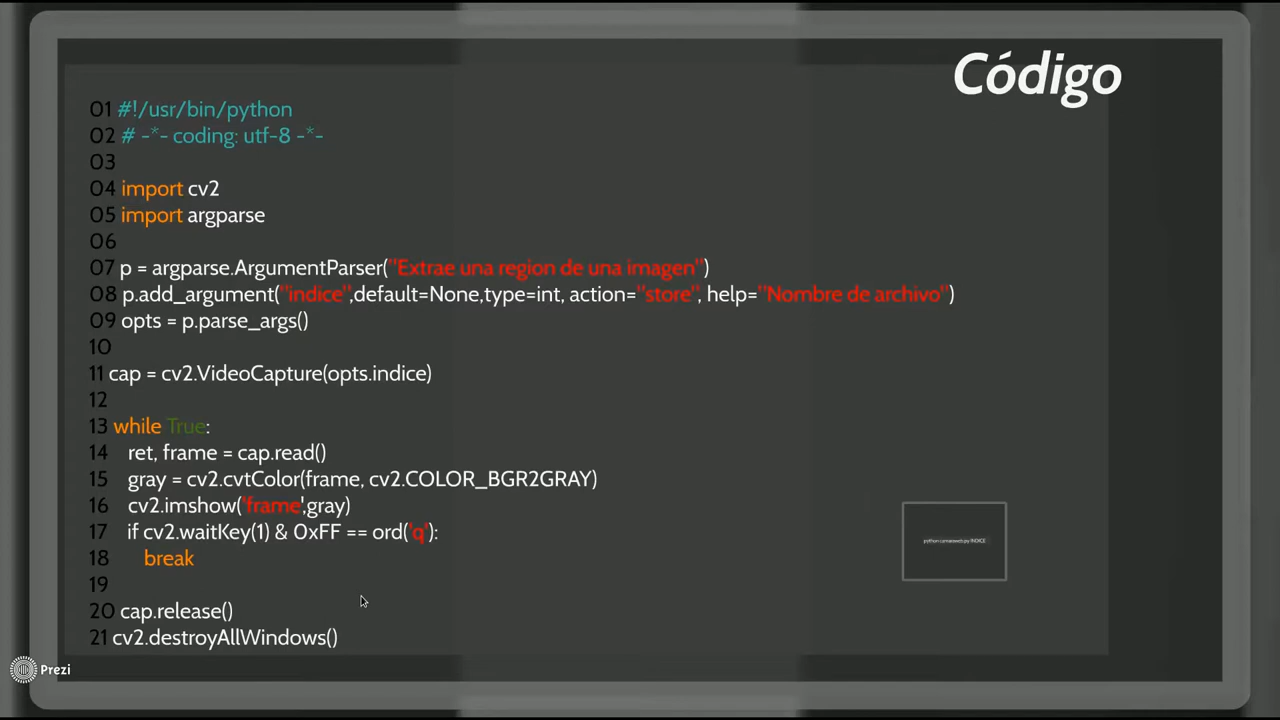 Código
01 #!/usr/bin/python
02 # -*- coding: utf-8 -*-
03
04 import cv2
05 import argparse
06
07 p = argparse.ArgumentParser("Extrae una region de una imagen")
08 p.add_argument("indice",default=None,type=int, action="store", help="Nombre de archivo")
09 opts = p.parse_args()
10
11 cap = cv2.VideoCapture(opts.indice)
12
13 while True:
14 ret, frame = cap.read()
15 gray = cv2.cvtColor(frame, cv2.COLOR_BGR2GRAY)
16 cv2.imshow('frame',gray)
17 if cv2.waitKey(1) & 0xFF == ord('q'):
18 break
19
20 cap.release()
21 cv2.destroyAllWindows()
python camaraweb.py INDICE
Prezi